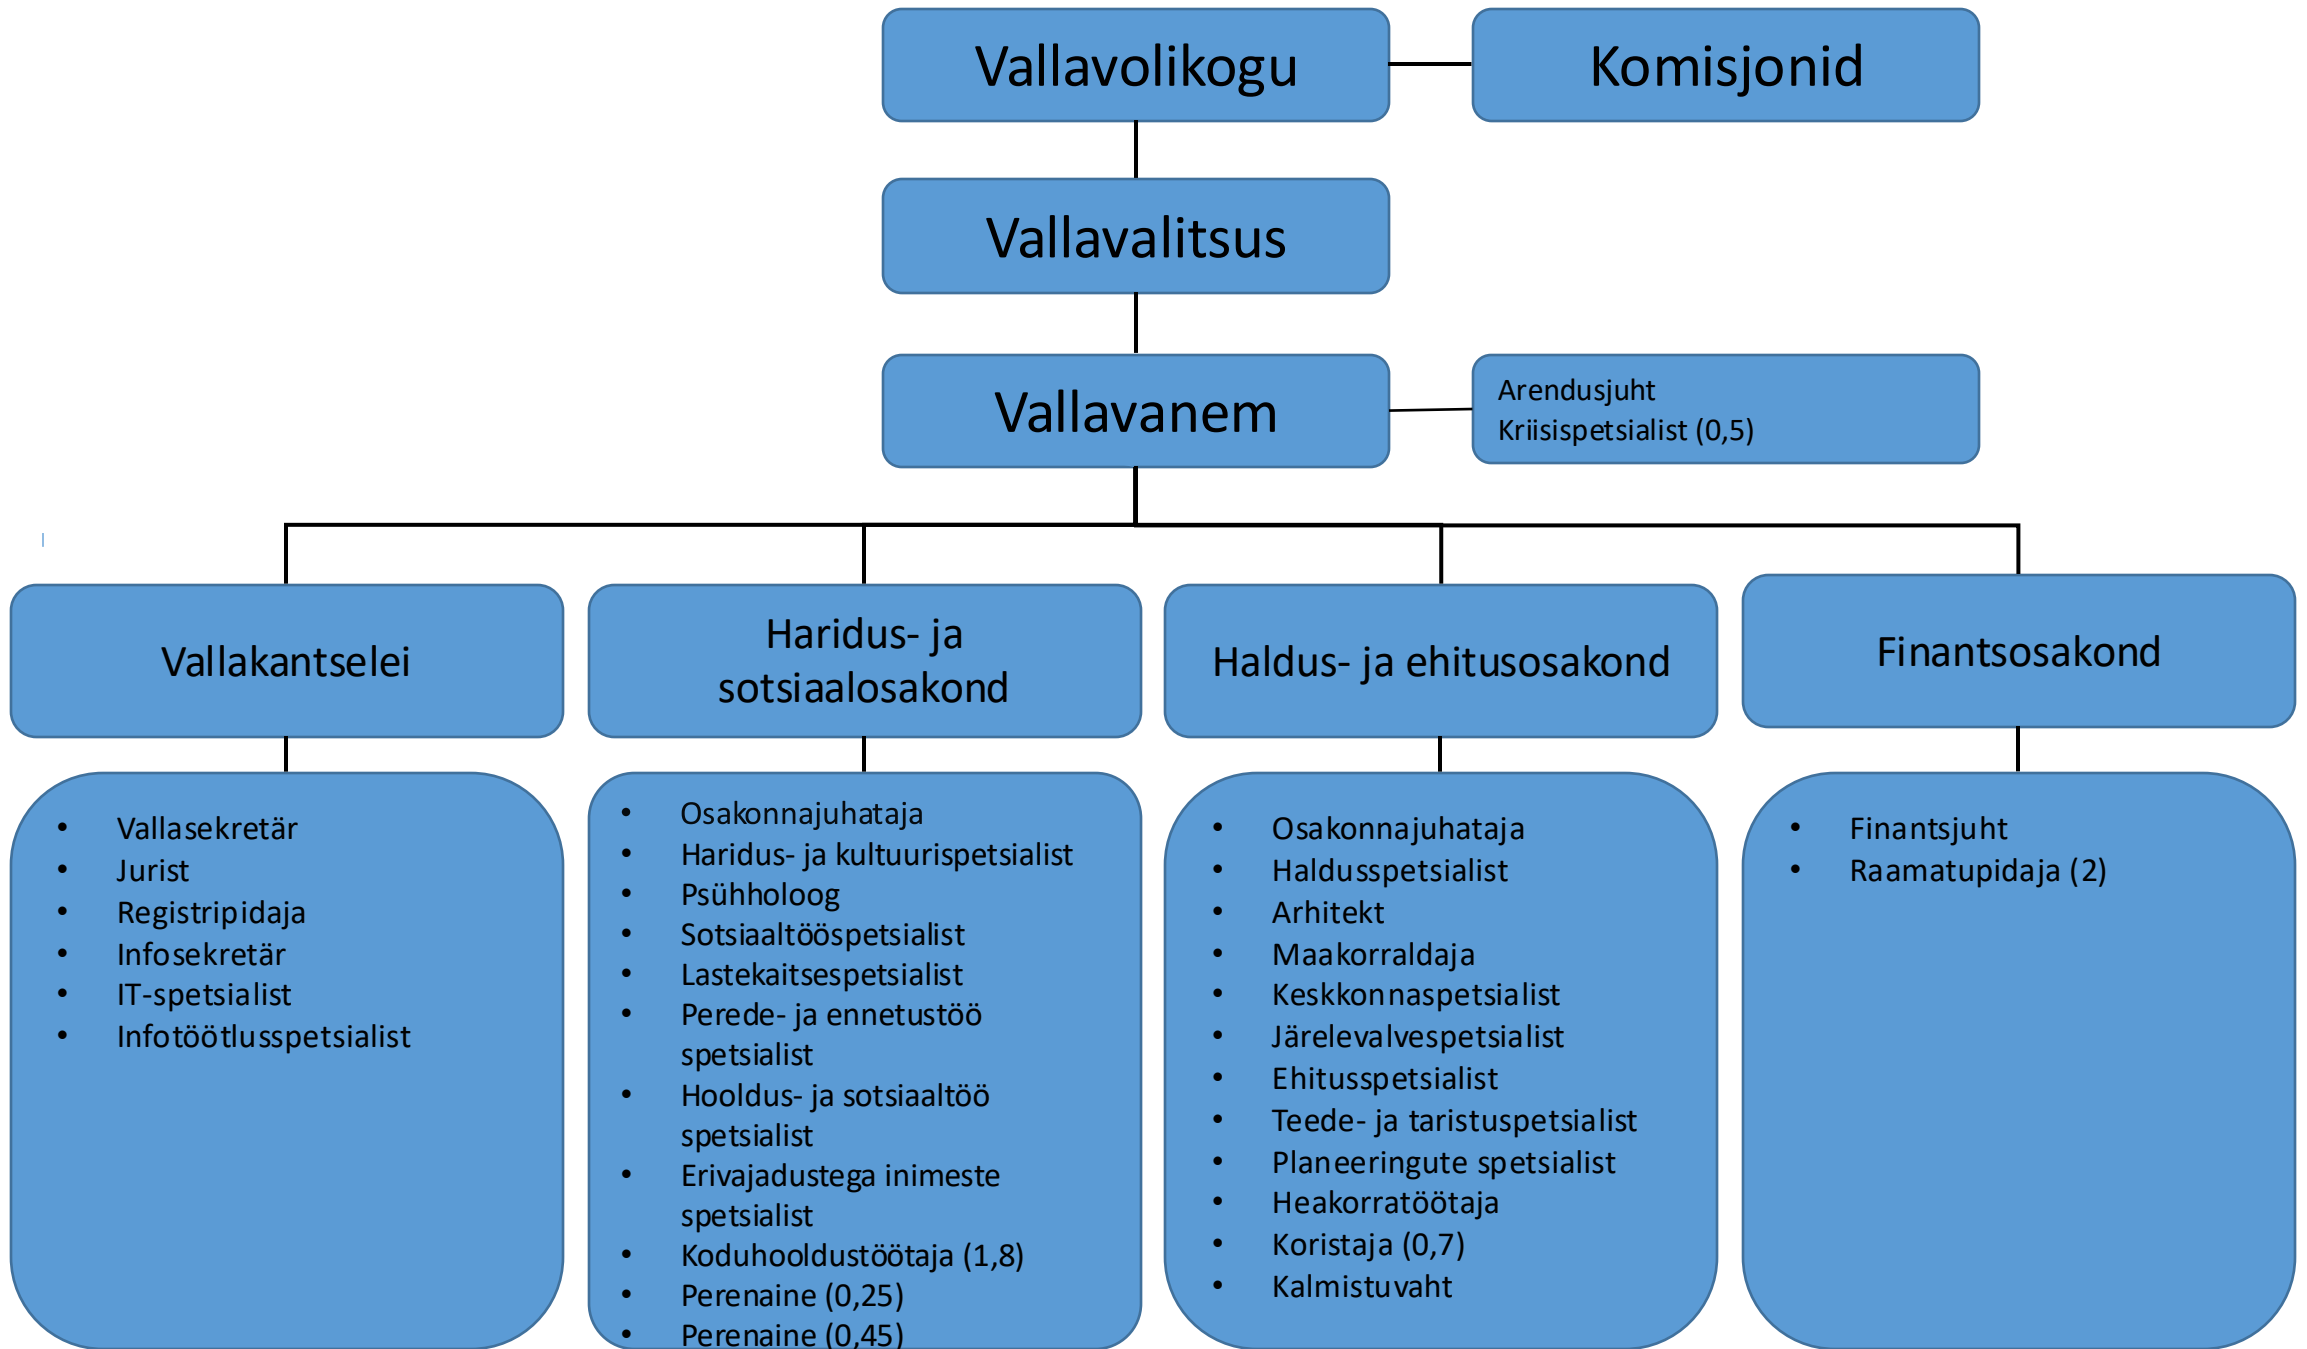 Vallavolikogu
Komisjonid
Vallavalitsus
Vallavanem
Arendusjuht
Kriisispetsialist (0,5)
Vallakantselei
Haridus- ja
sotsiaalosakond
Haldus- ja ehitusosakond
Finantsosakond
• Vallasekretär
• Jurist
• Registripidaja
• Infosekretär
• IT-spetsialist
• Infotöötlusspetsialist
• Osakonnajuhataja
• Haridus- ja kultuurispetsialist
• Psühholoog
• Sotsiaaltööspetsialist
• Lastekaitsespetsialist
• Perede- ja ennetustöö
spetsialist
• Hooldus- ja sotsiaaltöö
spetsialist
• Erivajadustega inimeste
spetsialist
• Koduhooldustöötaja (1,8)
• Perenaine (0,25)
• Perenaine (0,45)
• Osakonnajuhataja
• Haldusspetsialist
• Arhitekt
• Maakorraldaja
• Keskkonnaspetsialist
• Järelevalvespetsialist
• Ehitusspetsialist
• Teede- ja taristuspetsialist
• Planeeringute spetsialist
• Heakorratöötaja
• Koristaja (0,7)
• Kalmistuvaht
• Finantsjuht
• Raamatupidaja (2)